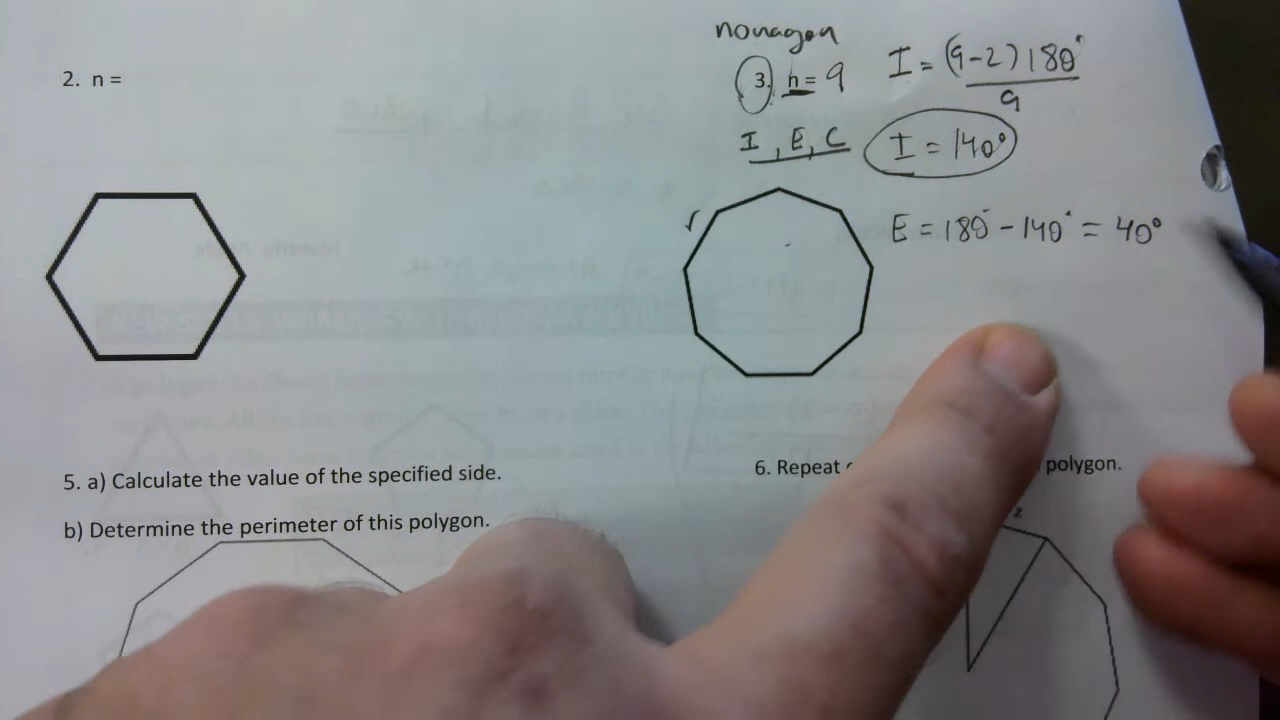 2. n =
nonagon
3. n = 9
I = (9-2)180°
9
I, E, C
I = 140°
E = 180° - 140° = 40°
5. a) Calculate the value of the specified side.
b) Determine the perimeter of this polygon.
6. Repeat polygon.
z